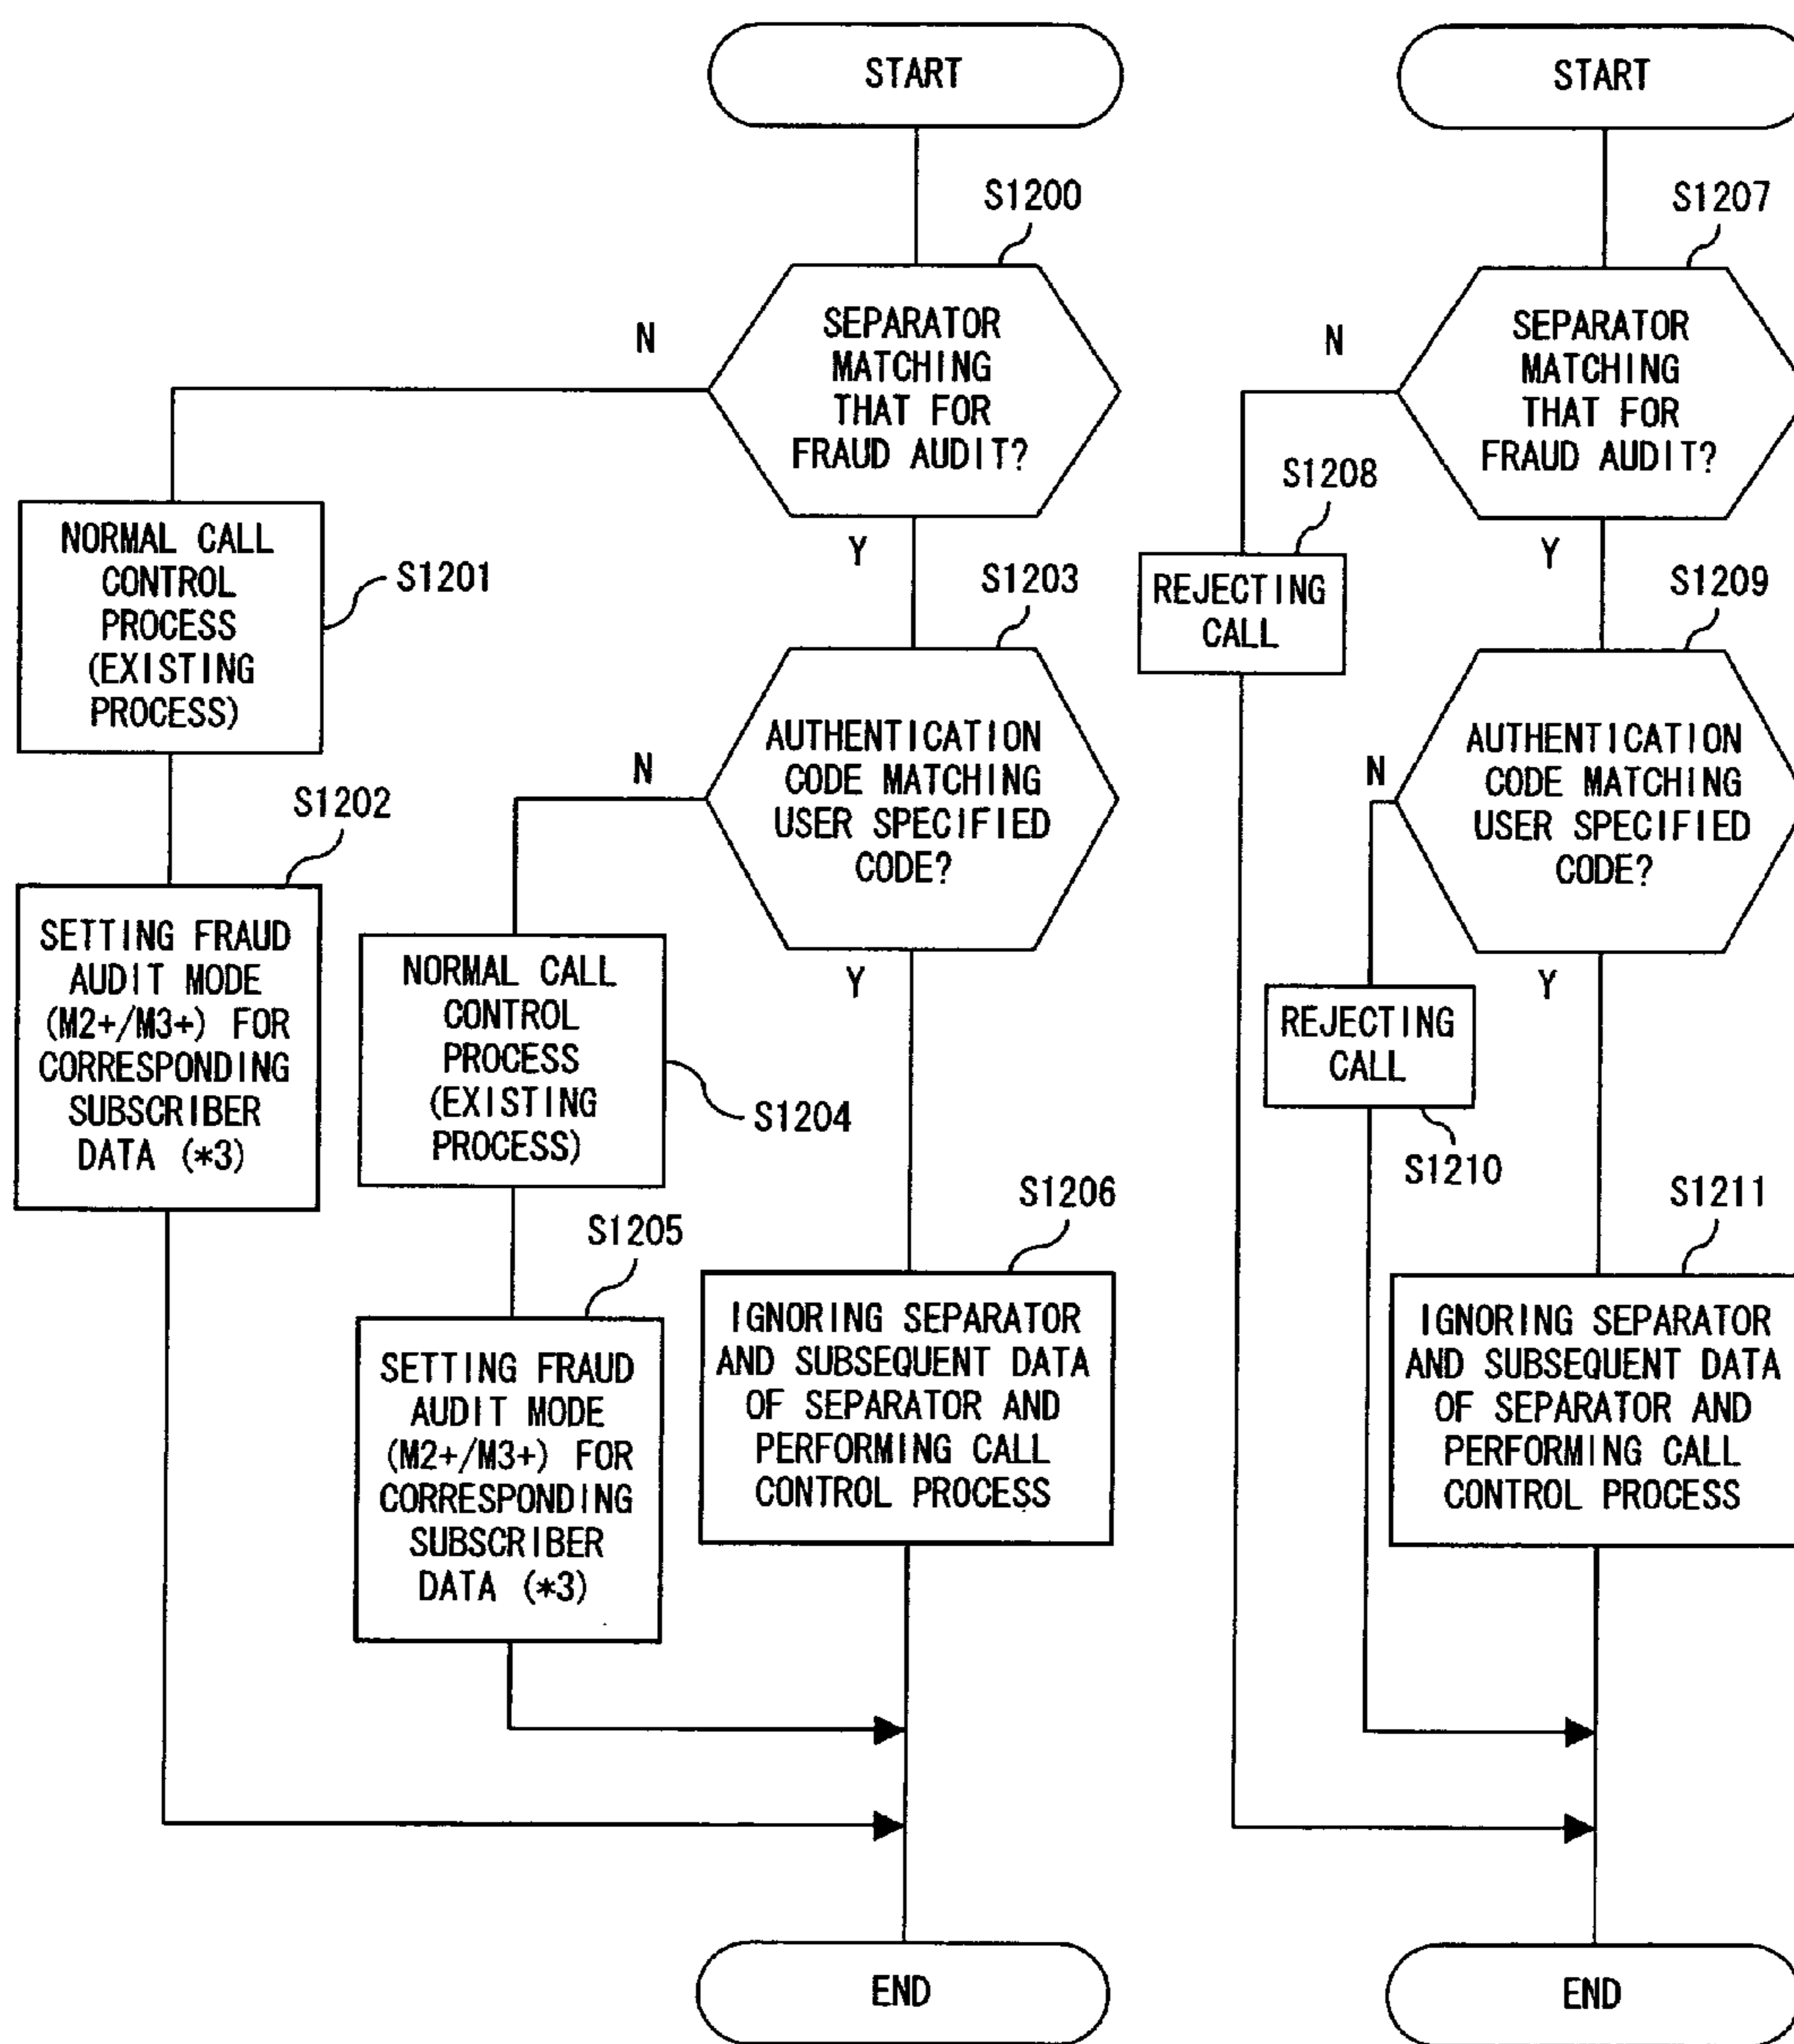 START
S1200
SEPARATOR
MATCHING
THAT FOR
FRAUD AUDIT?
N
Y
NORMAL CALL
CONTROL
PROCESS
(EXISTING
PROCESS)
S1201
S1202
SETTING FRAUD
AUDIT MODE
(M2+/M3+) FOR
CORRESPONDING
SUBSCRIBER
DATA (*3)
S1203
AUTHENTICATION
CODE MATCHING
USER SPECIFIED
CODE?
N
Y
NORMAL CALL
CONTROL
PROCESS
(EXISTING
PROCESS)
S1204
S1205
SETTING FRAUD
AUDIT MODE
(M2+/M3+) FOR
CORRESPONDING
SUBSCRIBER
DATA (*3)
S1206
IGNORING SEPARATOR
AND SUBSEQUENT DATA
OF SEPARATOR AND
PERFORMING CALL
CONTROL PROCESS
END
START
S1207
SEPARATOR
MATCHING
THAT FOR
FRAUD AUDIT?
N
Y
S1208
REJECTING
CALL
S1209
AUTHENTICATION
CODE MATCHING
USER SPECIFIED
CODE?
N
Y
REJECTING
CALL
S1210
S1211
IGNORING SEPARATOR
AND SUBSEQUENT DATA
OF SEPARATOR AND
PERFORMING CALL
CONTROL PROCESS
END